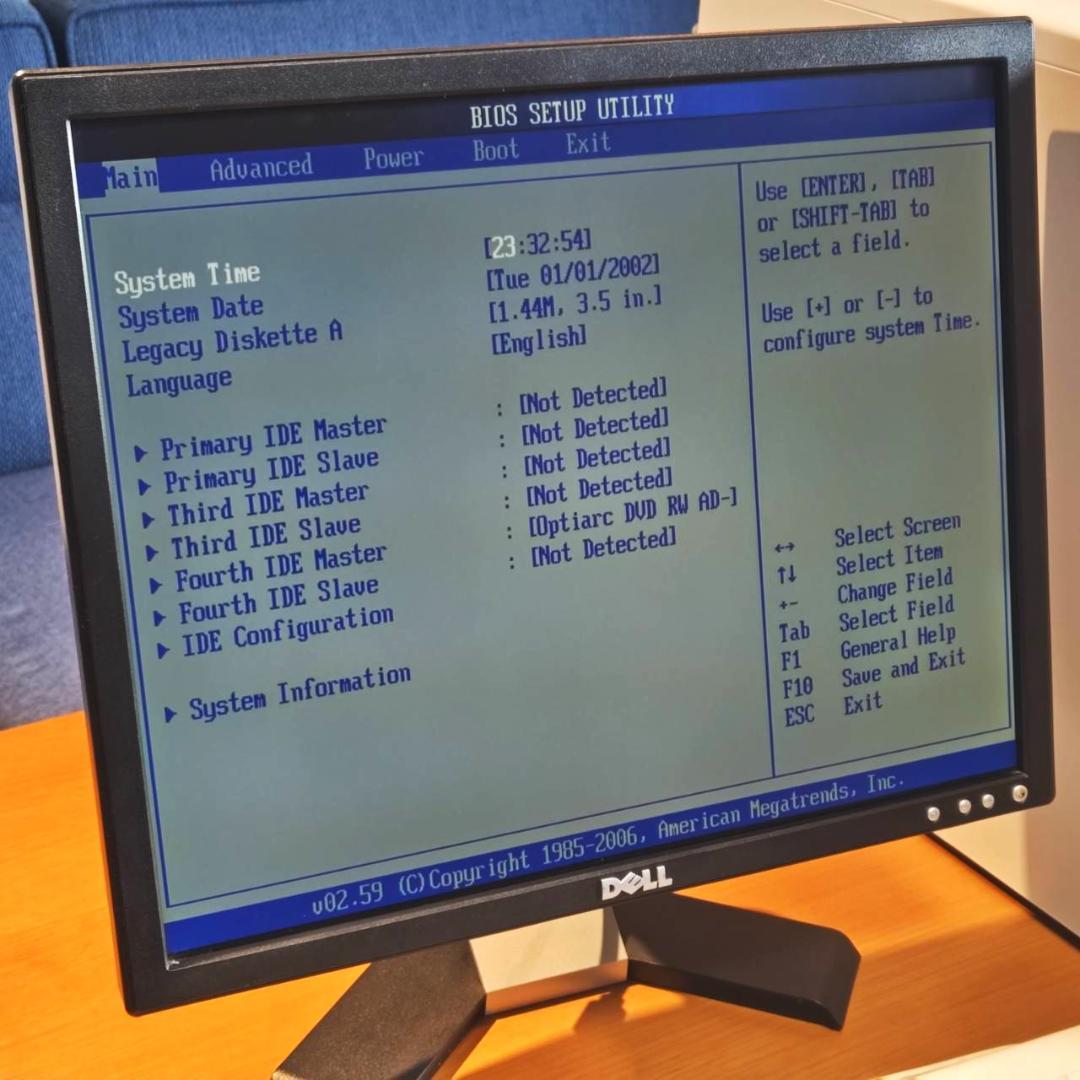 BIOS SETUP UTILITY
Main Advanced Power Boot Exit
System Time [23:32:54]
System Date [Tue 01/01/2002]
Legacy Diskette A [1.44M, 3.5 in.]
Language [English]
Primary IDE Master : [Not Detected]
Primary IDE Slave : [Not Detected]
Third IDE Master : [Not Detected]
Third IDE Slave : [Not Detected]
Fourth IDE Master : [Optiarc DVD RW AD-]
Fourth IDE Slave : [Not Detected]
IDE Configuration
System Information
Use [ENTER], [TAB]
or [SHIFT-TAB] to
select a field.
Use [+] or [-] to
configure system Time.
↔ Select Screen
↑↓ Select Item
+- Change Field
Tab Select Field
F1 General Help
F10 Save and Exit
ESC Exit
v02.59 (C)Copyright 1985-2006, American Megatrends, Inc.
DELL